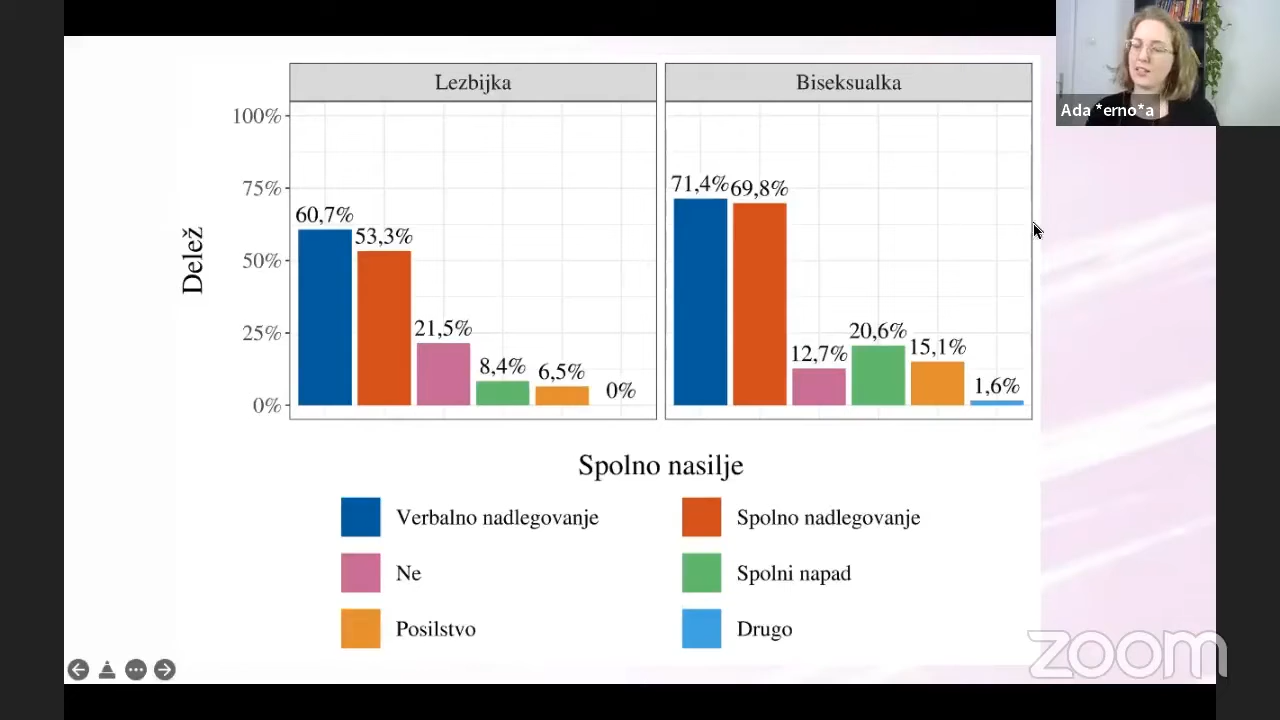 Lezbijka
Biseksualka
Ada *erno*a
Delež
100%
75%
50%
25%
0%
60,7%
53,3%
21,5%
8,4%
6,5%
0%
71,4%
69,8%
12,7%
20,6%
15,1%
1,6%
Spolno nasilje
Verbalno nadlegovanje
Spolno nadlegovanje
Ne
Spolni napad
Posilstvo
Drugo
zoom